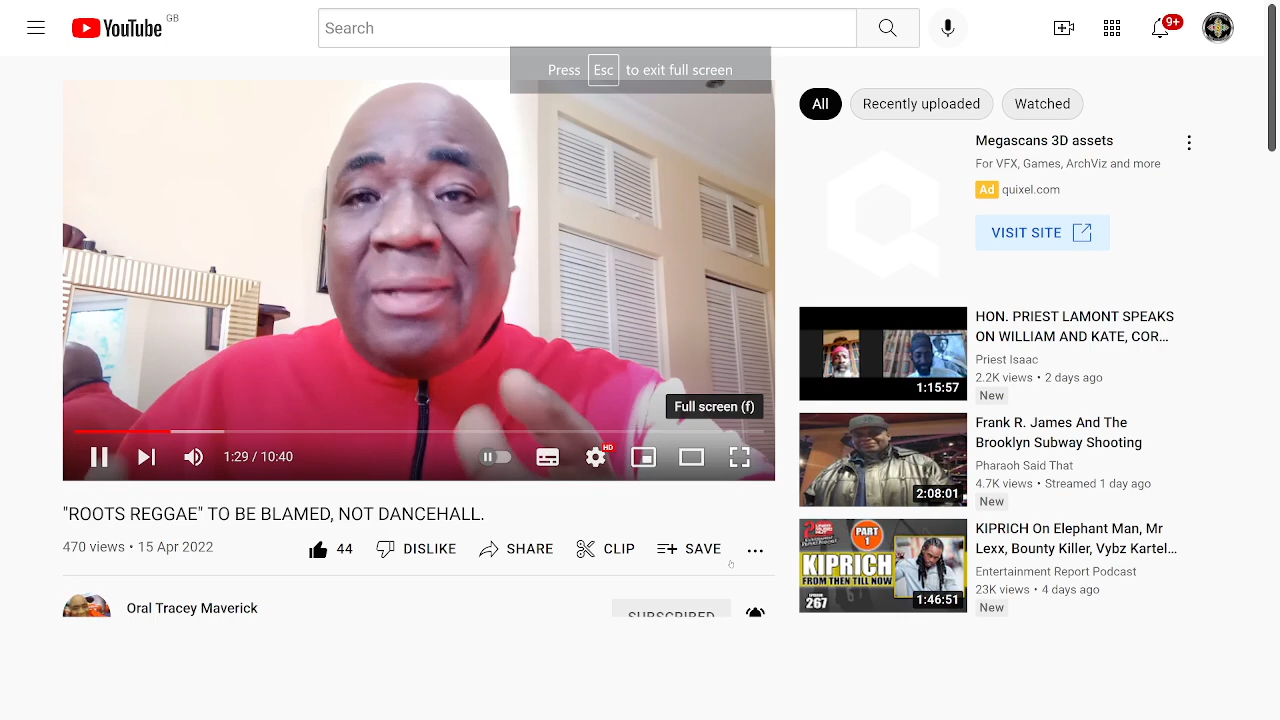 YouTube GB
Search
9+
Press Esc to exit full screen
Full screen (f)
1:29 / 10:40
HD
"ROOTS REGGAE" TO BE BLAMED, NOT DANCEHALL.
470 views • 15 Apr 2022
44 DISLIKE SHARE CLIP SAVE
Oral Tracey Maverick
SUBSCRIBED
All Recently uploaded Watched
Megascans 3D assets
For VFX, Games, ArchViz and more
Ad quixel.com
VISIT SITE
1:15:57
HON. PRIEST LAMONT SPEAKS
ON WILLIAM AND KATE, COR...
Priest Isaac
2.2K views • 2 days ago
New
2:08:01
Frank R. James And The
Brooklyn Subway Shooting
Pharaoh Said That
4.7K views • Streamed 1 day ago
New
PART
1
KIPRICH
FROM THEN TILL NOW
267
1:46:51
KIPRICH On Elephant Man, Mr
Lexx, Bounty Killer, Vybz Kartel...
Entertainment Report Podcast
23K views • 4 days ago
New